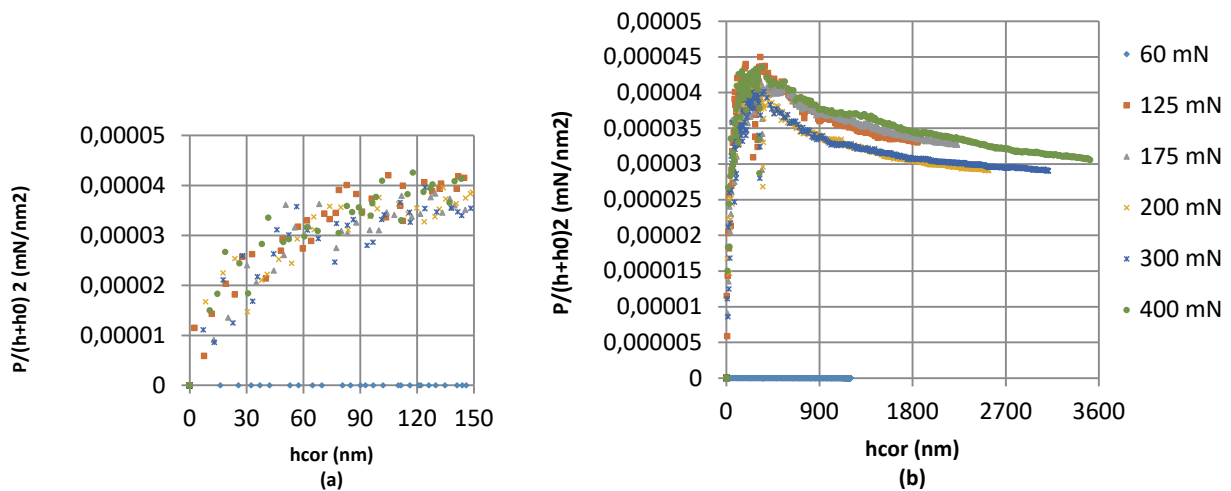 P/(h+h0) 2 (mN/nm2)
0,00005
0,00004
0,00003
0,00002
0,00001
0
0 30 60 90 120 150
hcor (nm)
(a)
P/(h+h0)2 (mN/nm2)
0,00005
0,000045
0,00004
0,000035
0,00003
0,000025
0,00002
0,000015
0,00001
0,000005
0
0 900 1800 2700 3600
hcor (nm)
(b)
60 mN
125 mN
175 mN
200 mN
300 mN
400 mN